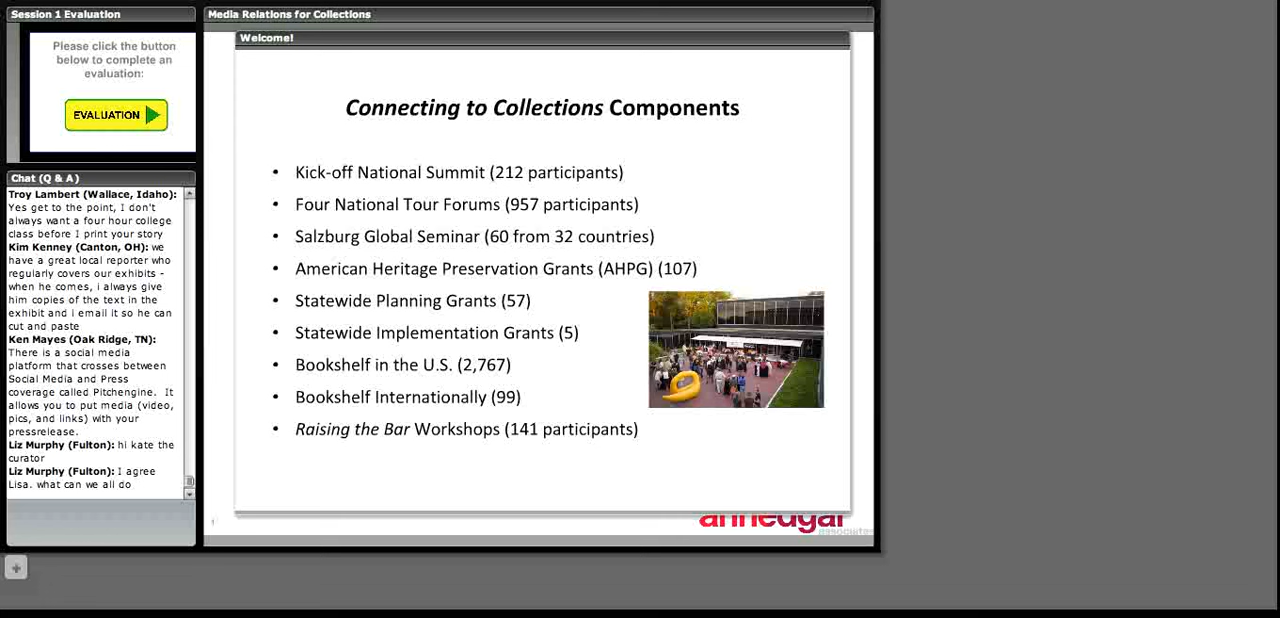 Session 1 Evaluation
Please click the button
below to complete an
evaluation:
EVALUATION
Chat (Q & A)
Troy Lambert (Wallace, Idaho):
Yes get to the point, I don't
always want a four hour college
class before I print your story
Kim Kenney (Canton, OH): we
have a great local reporter who
regularly covers our exhibits -
when he comes, i always give
him copies of the text in the
exhibit and i email it so he can
cut and paste
Ken Mayes (Oak Ridge, TN):
There is a social media
platform that crosses between
Social Media and Press
coverage called Pitchengine.  It
allows you to put media (video,
pics, and links) with your
pressrelease.
Liz Murphy (Fulton): hi kate the
curator
Liz Murphy (Fulton): I agree
Lisa. what can we all do
Media Relations for Collections
Welcome!
Connecting to Collections Components
• Kick-off National Summit (212 participants)
• Four National Tour Forums (957 participants)
• Salzburg Global Seminar (60 from 32 countries)
• American Heritage Preservation Grants (AHPG) (107)
• Statewide Planning Grants (57)
• Statewide Implementation Grants (5)
• Bookshelf in the U.S. (2,767)
• Bookshelf Internationally (99)
• Raising the Bar Workshops (141 participants)
annedgar
associates